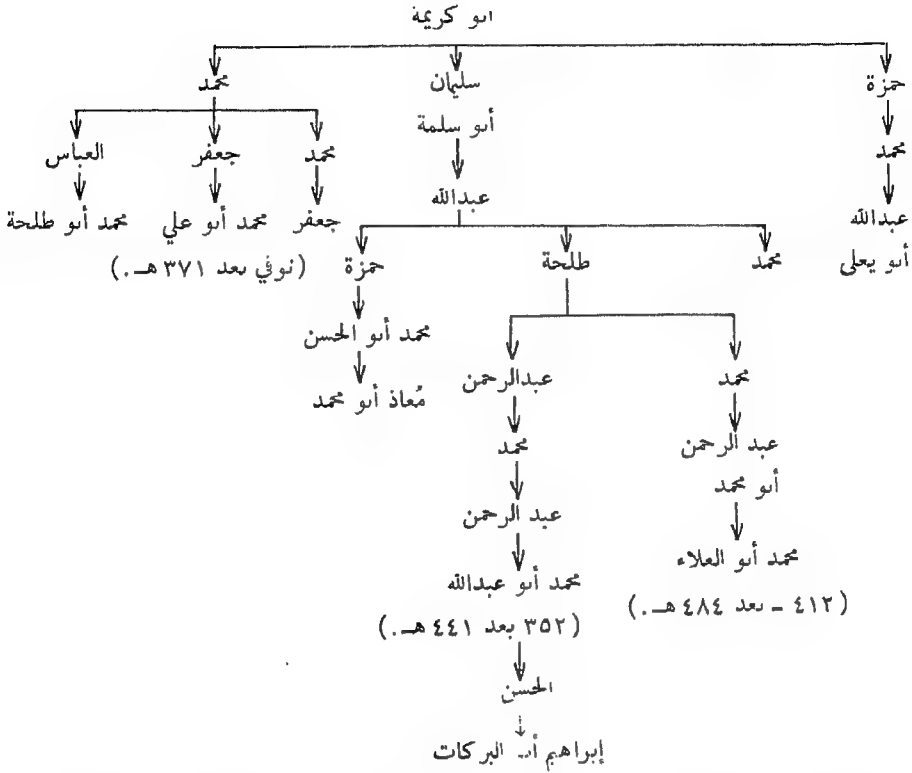 أبو كريمة
حمزة سليمان محمد
أبو سلمة
محمد محمد جعفر العباس
عبدالله عبدالله جعفر محمد أبو علي محمد أبو طلحة
أبو يعلى محمد طلحة حمزة (توفي بعد ٣٧١ هـ.)
محمد أبو الحسن
محمد عبدالرحمن مُعاذ أبو محمد
عبد الرحمن محمد
أبو محمد
عبد الرحمن
محمد أبو العلاء
محمد أبو عبدالله
(٤١٢ - بعد ٤٨٤ هـ.)
(٣٥٢ بعد ٤٤١ هـ.)
الحسن
إبراهيم أبو البركات